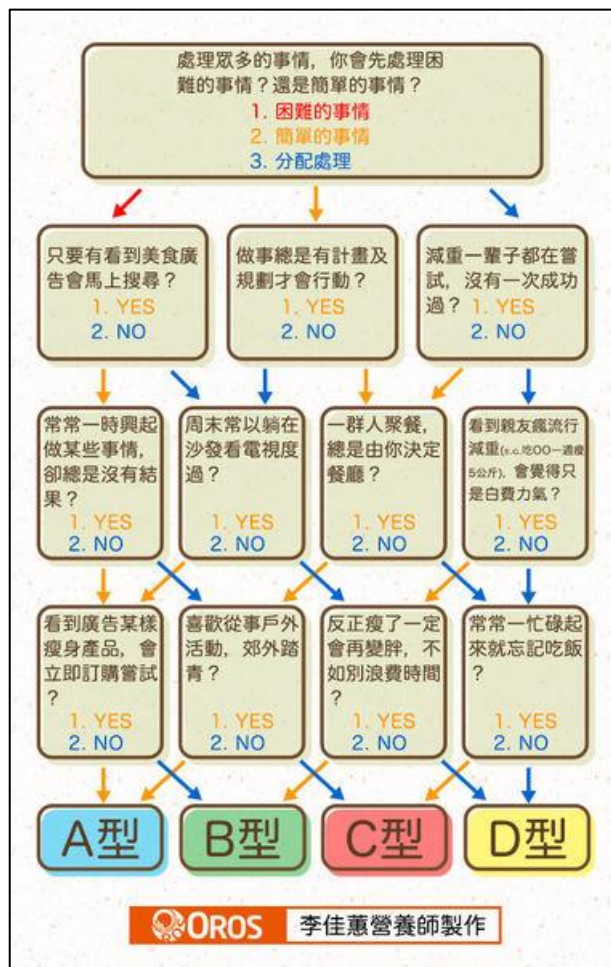 處理眾多的事情，你會先處理困
難的事情？還是簡單的事情？
1. 困難的事情
2. 簡單的事情
3. 分配處理
只要有看到美食廣
告會馬上搜尋？
1. YES
2. NO
做事總是有計畫及
規劃才會行動？
1. YES
2. NO
減重一輩子都在嘗
試，沒有一次成功
過？ 1. YES
2. NO
常常一時興起
做某些事情，
卻總是沒有結
果？ 1. YES
2. NO
周末常以躺在
沙發看電視度
過？
1. YES
2. NO
一群人聚餐，
總是由你決定
餐廳？
1. YES
2. NO
看到親友瘋流行
減重(e.g.吃OO一週瘦
5公斤)，會覺得只
是白費力氣？
1. YES
2. NO
看到廣告某樣
瘦身產品，會
立即訂購嘗試
？
1. YES
2. NO
喜歡從事戶外
活動，郊外踏
青？
1. YES
2. NO
反正瘦了一定
會再變胖，不
如別浪費時間
？
1. YES
2. NO
常常一忙碌起
來就忘記吃飯
？
1. YES
2. NO
A型
B型
C型
D型
OROS 李佳蕙營養師製作